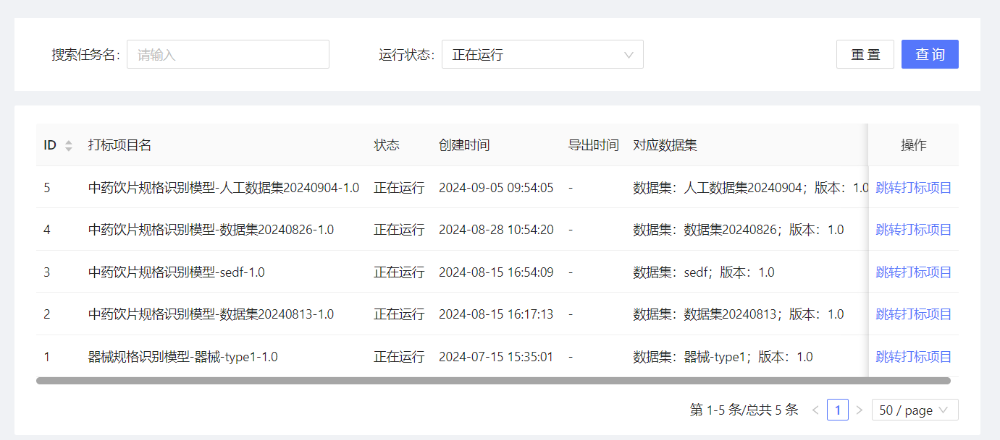 搜索任务名： 请输入 运行状态： 正在运行 重 置 查 询
ID 打标项目名 状态 创建时间 导出时间 对应数据集 操作
5 中药饮片规格识别模型-人工数据集20240904-1.0 正在运行 2024-09-05 09:54:05 - 数据集：人工数据集20240904；版本：1.0 跳转打标项目
4 中药饮片规格识别模型-数据集20240826-1.0 正在运行 2024-08-28 10:54:20 - 数据集：数据集20240826；版本：1.0 跳转打标项目
3 中药饮片规格识别模型-sedf-1.0 正在运行 2024-08-15 16:54:09 - 数据集：sedf；版本：1.0 跳转打标项目
2 中药饮片规格识别模型-数据集20240813-1.0 正在运行 2024-08-15 16:17:13 - 数据集：数据集20240813；版本：1.0 跳转打标项目
1 器械规格识别模型-器械-type1-1.0 正在运行 2024-07-15 15:35:01 - 数据集：器械-type1；版本：1.0 跳转打标项目
第 1-5 条/总共 5 条 < 1 > 50 / page